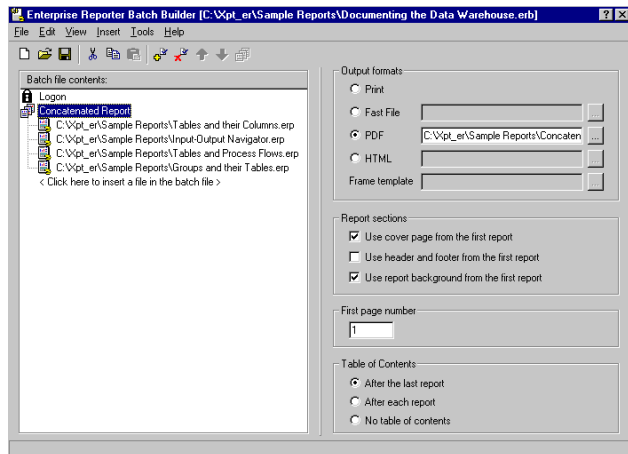 Enterprise Reporter Batch Builder [C:\Xpt_er\Sample Reports\Documenting the Data Warehouse.erb]
File Edit View Insert Tools Help
Batch file contents:
Logon
Concatenated Report
C:\Xpt_er\Sample Reports\Tables and their Columns.erp
C:\Xpt_er\Sample Reports\Input-Output Navigator.erp
C:\Xpt_er\Sample Reports\Tables and Process Flows.erp
C:\Xpt_er\Sample Reports\Groups and their Tables.erp
< Click here to insert a file in the batch file >
Output formats
Print
Fast File ...
PDF C:\Xpt_er\Sample Reports\Concaten ...
HTML ...
Frame template ...
Report sections
Use cover page from the first report
Use header and footer from the first report
Use report background from the first report
First page number
1
Table of Contents
After the last report
After each report
No table of contents